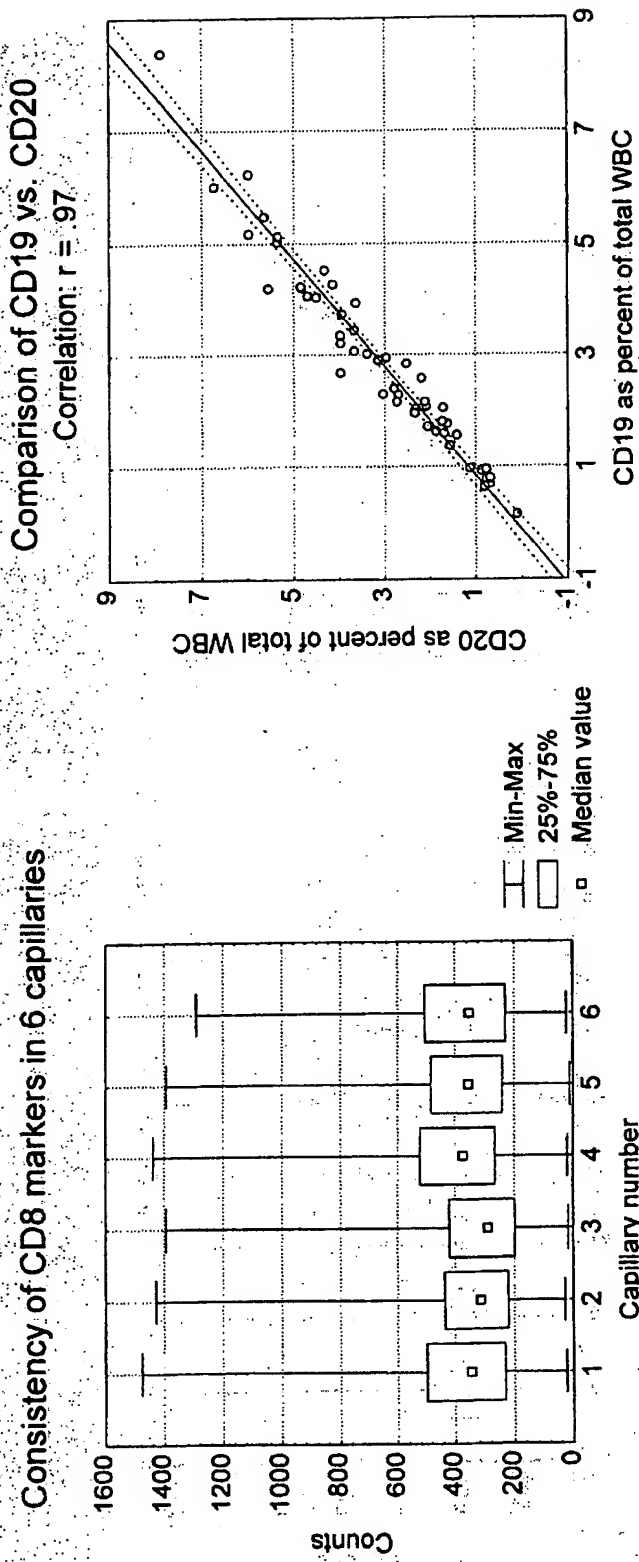 Consistency of CD8 markers in 6 capillaries
1600
1400
1200
1000
800
600
400
200
0
Counts
1 2 3 4 5 6
Capillary number
Min-Max
25%-75%
Median value
Comparison of CD19 vs. CD20
Correlation: r = .97
9
7
5
3
1
-1
CD20 as percent of total WBC
-1 1 3 5 7 9
CD19 as percent of total WBC